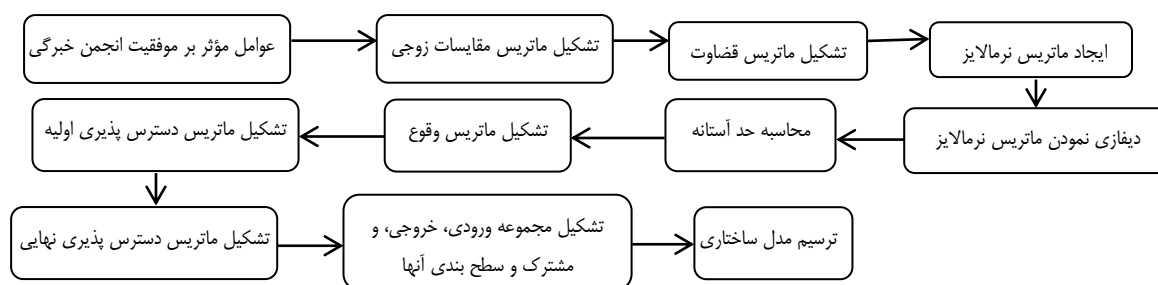 عوامل مؤثر بر موفقیت انجمن خبرگی
تشکیل ماتریس مقایسات زوجی
تشکیل ماتریس قضاوت
ایجاد ماتریس نرمالایز
دیفازی نمودن ماتریس نرمالایز
محاسبه حد آستانه
تشکیل ماتریس وقوع
تشکیل ماتریس دسترس پذیری اولیه
تشکیل ماتریس دسترس پذیری نهایی
تشکیل مجموعه ورودی، خروجی، و
مشترک و سطح بندی آنها
ترسیم مدل ساختاری